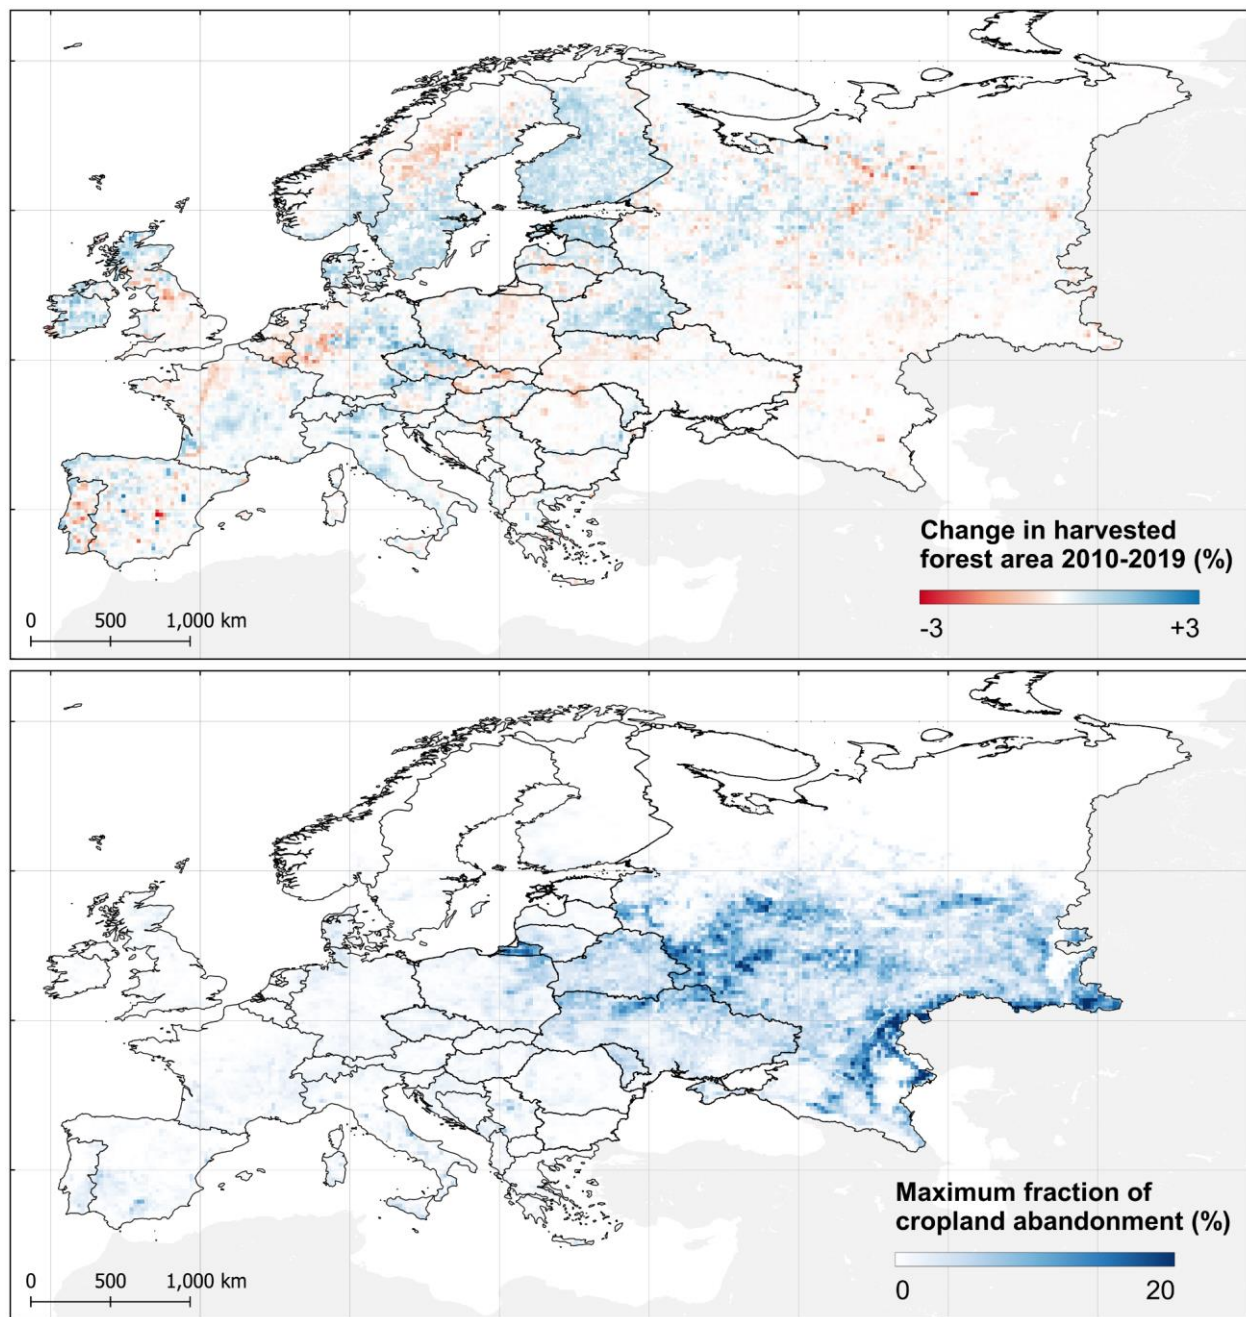 Change in harvested
forest area 2010-2019 (%)
-3 +3
0 500 1,000 km
Maximum fraction of
cropland abandonment (%)
0 20
0 500 1,000 km